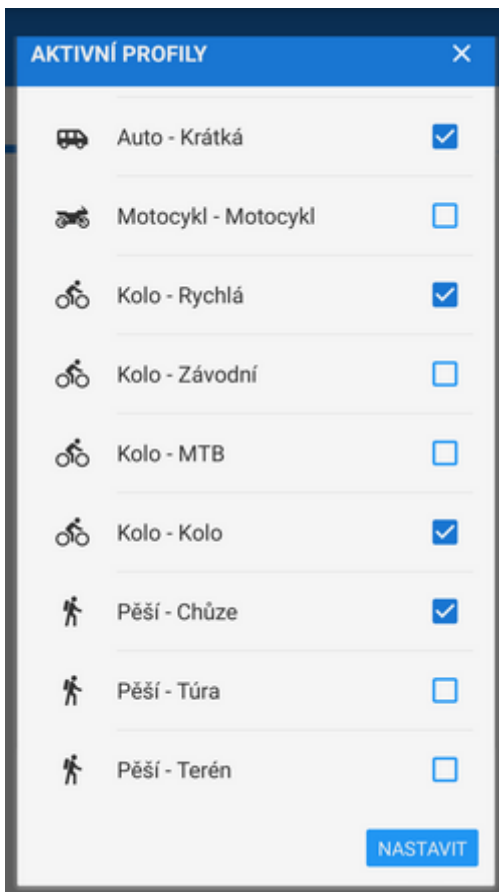 AKTIVNÍ PROFILY
Auto - Krátká
Motocykl - Motocykl
Kolo - Rychlá
Kolo - Závodní
Kolo - MTB
Kolo - Kolo
Pěší - Chůze
Pěší - Túra
Pěší - Terén
NASTAVIT